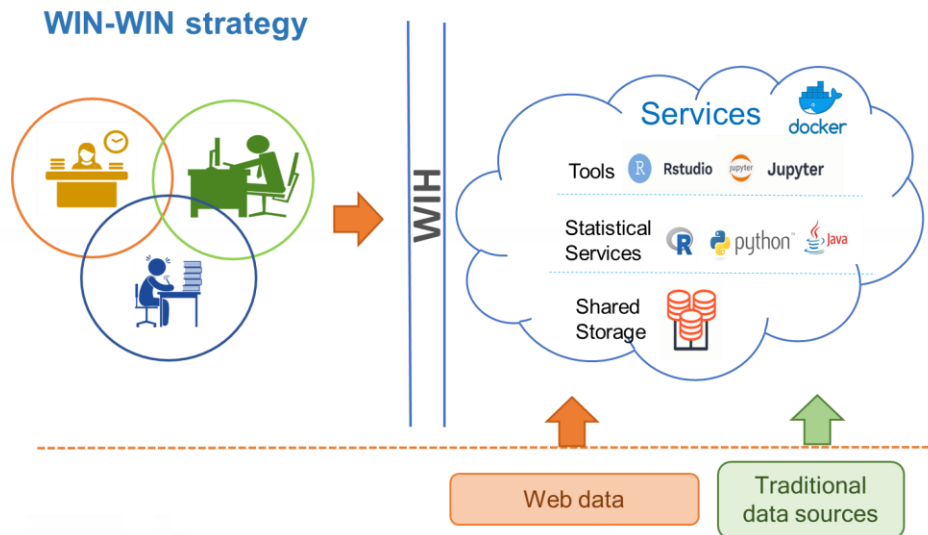 WIN-WIN strategy
WIH
Services
docker
Tools
R
Rstudio
jupyter
Jupyter
Statistical
Services
R
python™
Java
Shared
Storage
Web data
Traditional
data sources